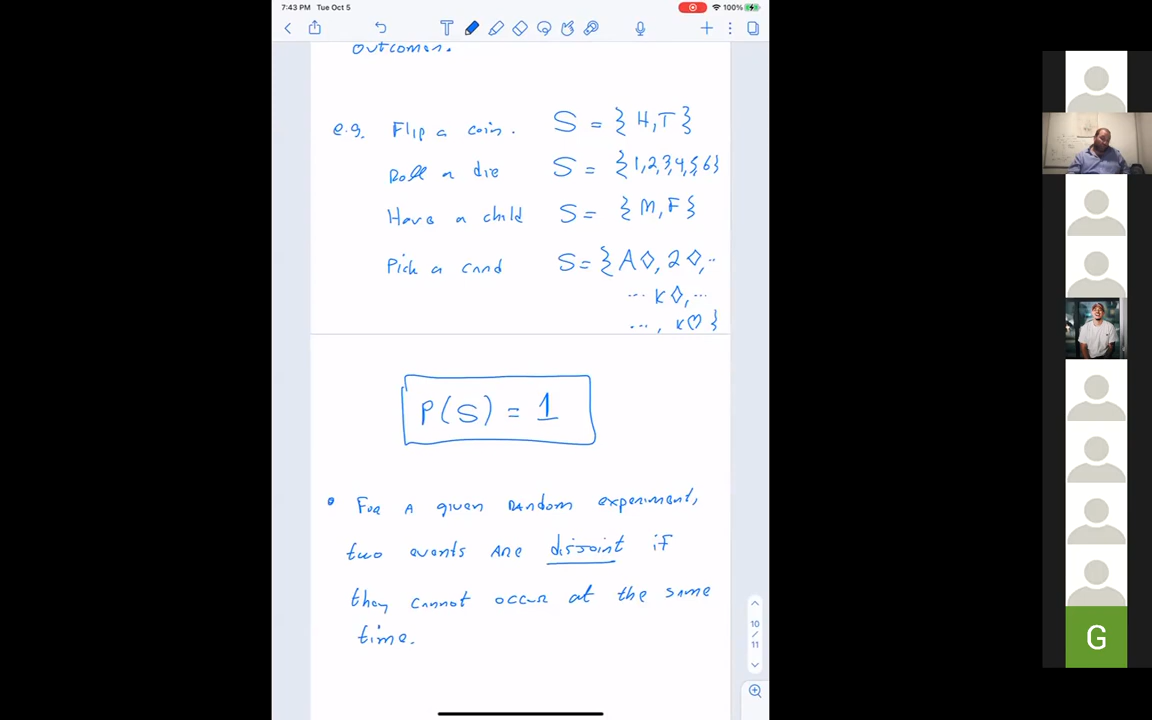 7:43 PM Tue Oct 5
100%
T
outcomes.
e.g. Flip a coin. S = {H,T}
Roll a die S = {1,2,3,4,5,6}
Have a child S = {M,F}
Pick a card S = {A◇, 2◇, ..
... K◇, ...
..., K♡}
P(S) = 1
• For a given random experiment,
two events are disjoint if
they cannot occur at the same
time.
10
/
11
G